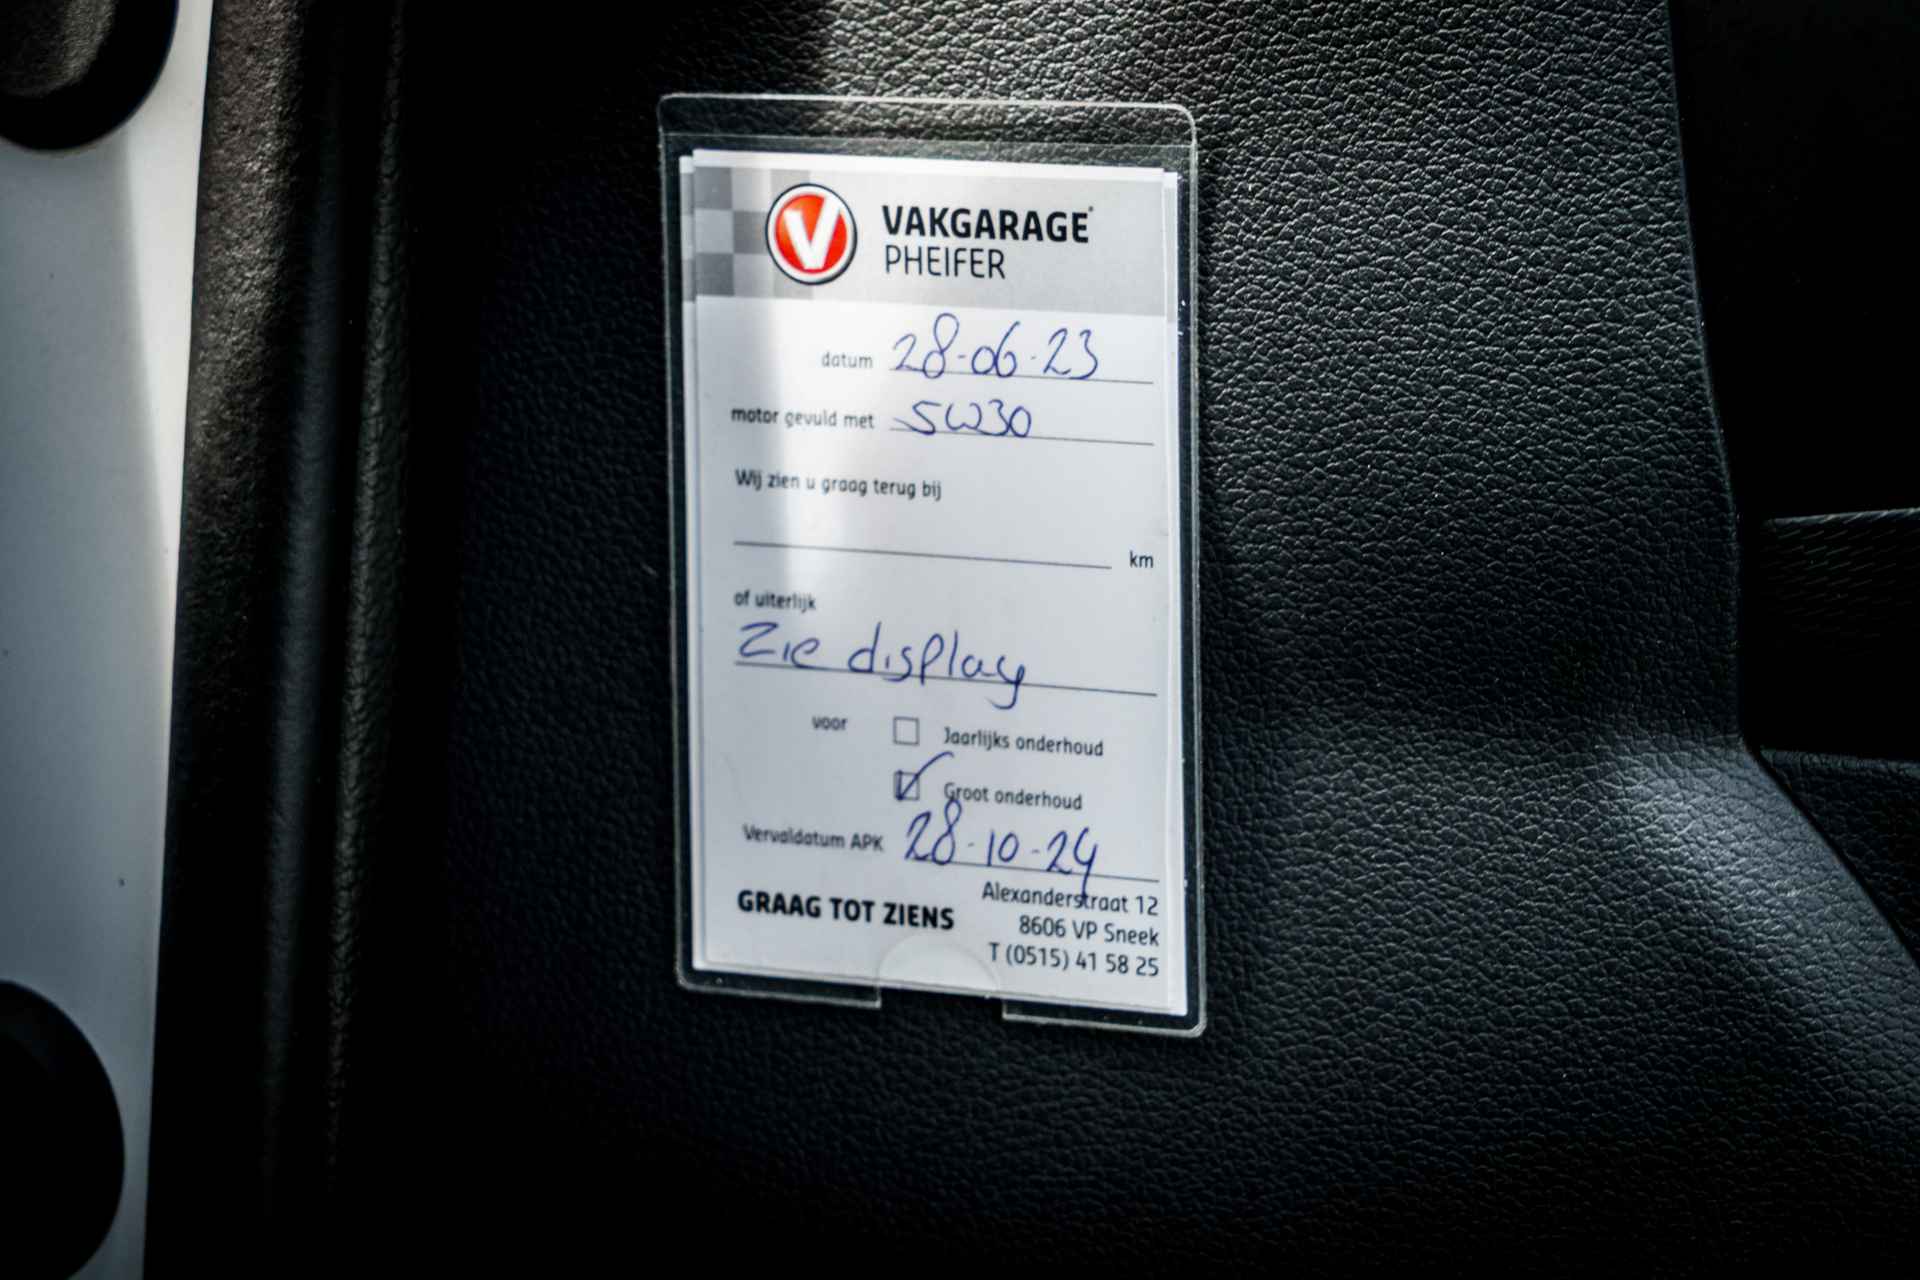 V VAKGARAGE®
PHEIFER
datum 28-06-23
motor gevuld met 5W30
Wij zien u graag terug bij
km
of uiterlijk
Zie display
voor Jaarlijks onderhoud
Groot onderhoud
Vervaldatum APK 28-10-24
GRAAG TOT ZIENS
Alexanderstraat 12
8606 VP Sneek
T (0515) 41 58 25